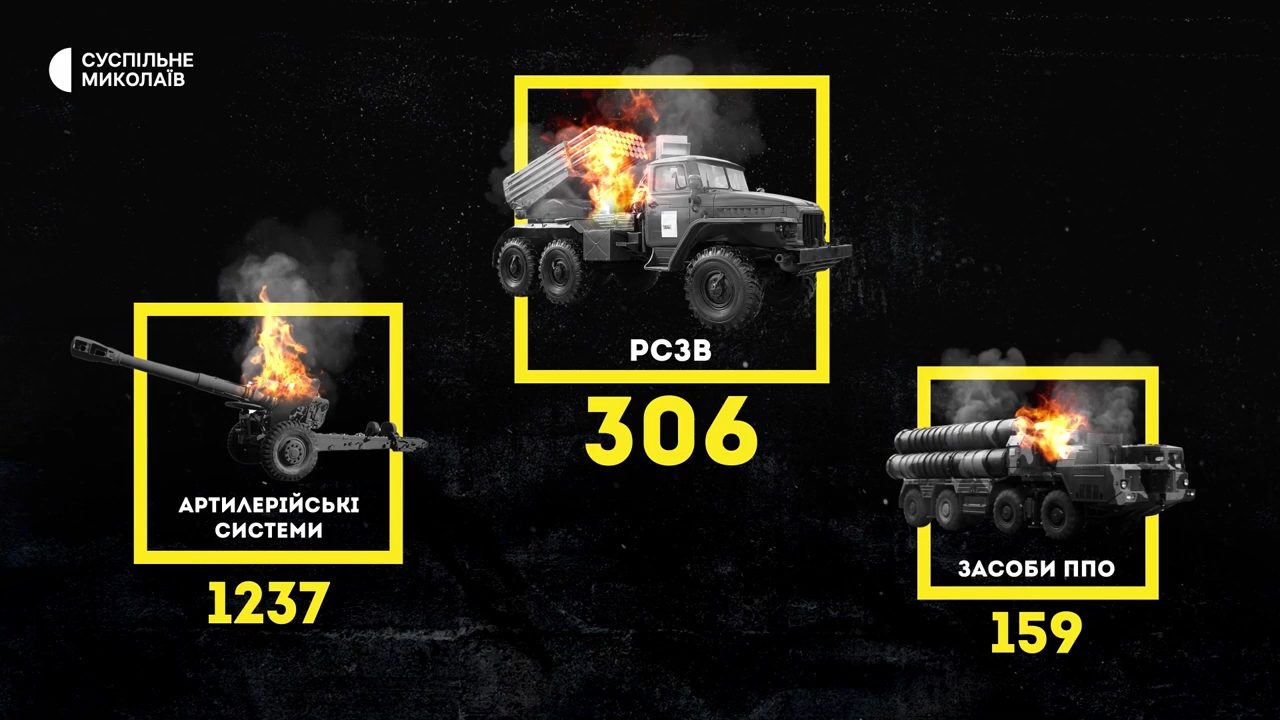 СУСПІЛЬНЕ
МИКОЛАЇВ
РСЗВ
306
АРТИЛЕРІЙСЬКІ
СИСТЕМИ
1237
ЗАСОБИ ППО
159